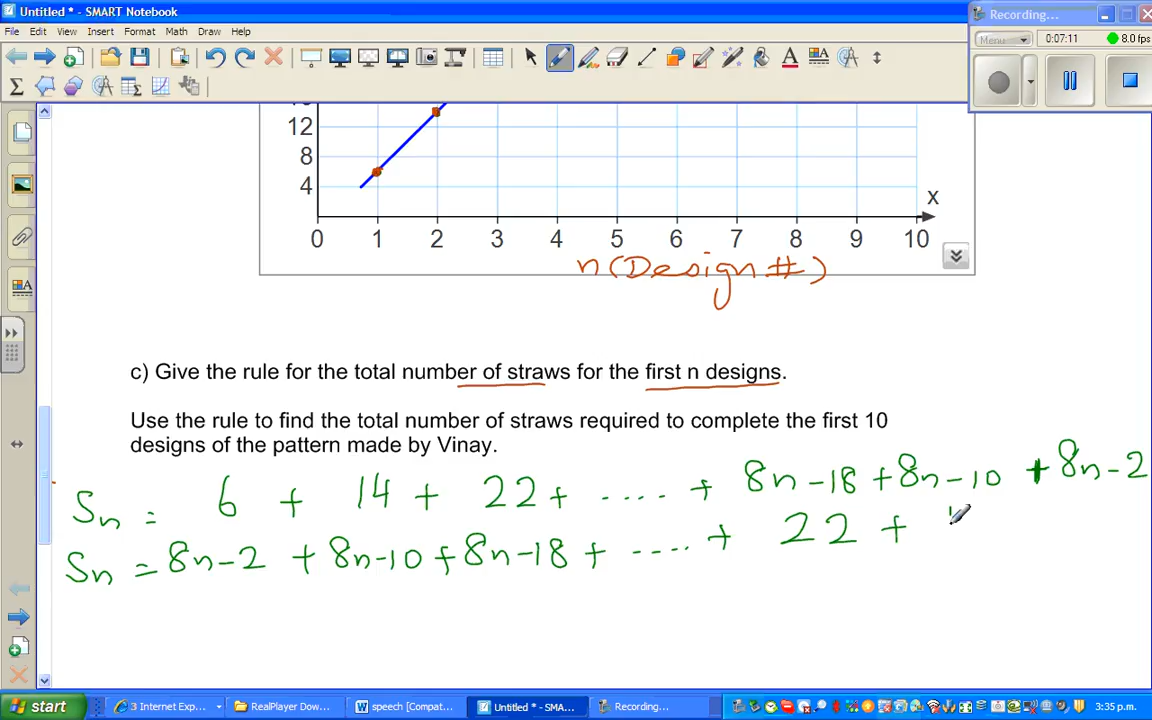 Untitled * - SMART Notebook
Recording...
File Edit View Insert Format Math Draw Help
Menu 0:07:11 8.0 fps
12
8
4
x
0 1 2 3 4 5 6 7 8 9 10
n (Design #)
c) Give the rule for the total number of straws for the first n designs.
Use the rule to find the total number of straws required to complete the first 10
designs of the pattern made by Vinay.
Sn = 6 + 14 + 22 + .... + 8n-18 + 8n-10 + 8n-2
Sn = 8n-2 + 8n-10 + 8n-18 + .... + 22 +
start 3 Internet Exp... RealPlayer Dow... speech [Compat... Untitled * - SMA... Recording... 3:35 p.m.